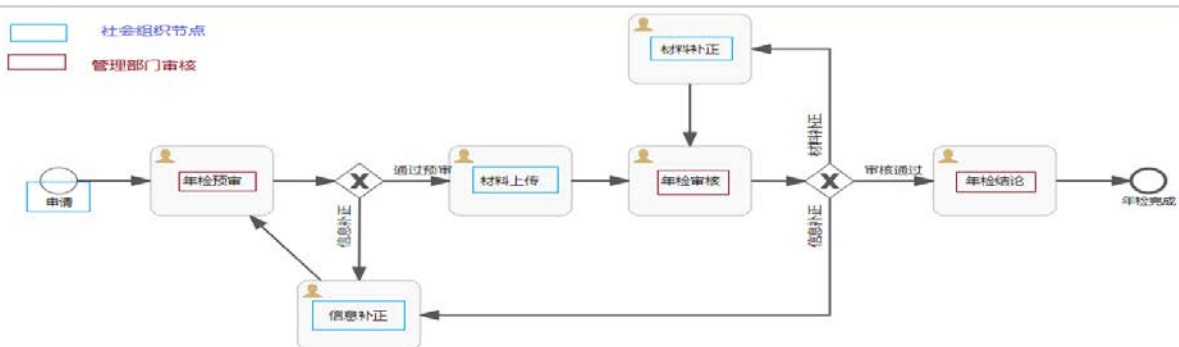 社会组织节点
管理部门审核
材料补正
材料补正
申请
年检预审
通过预审
材料上传
年检审核
审核通过
年检结论
年检完成
信息补正
信息补正
信息补正